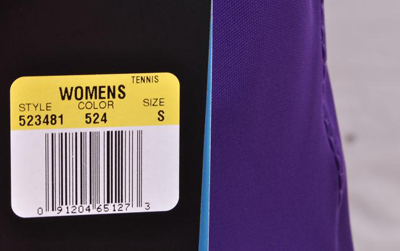 TENNIS
WOMENS
STYLE COLOR SIZE
523481 524 S
0 91204 65127 3